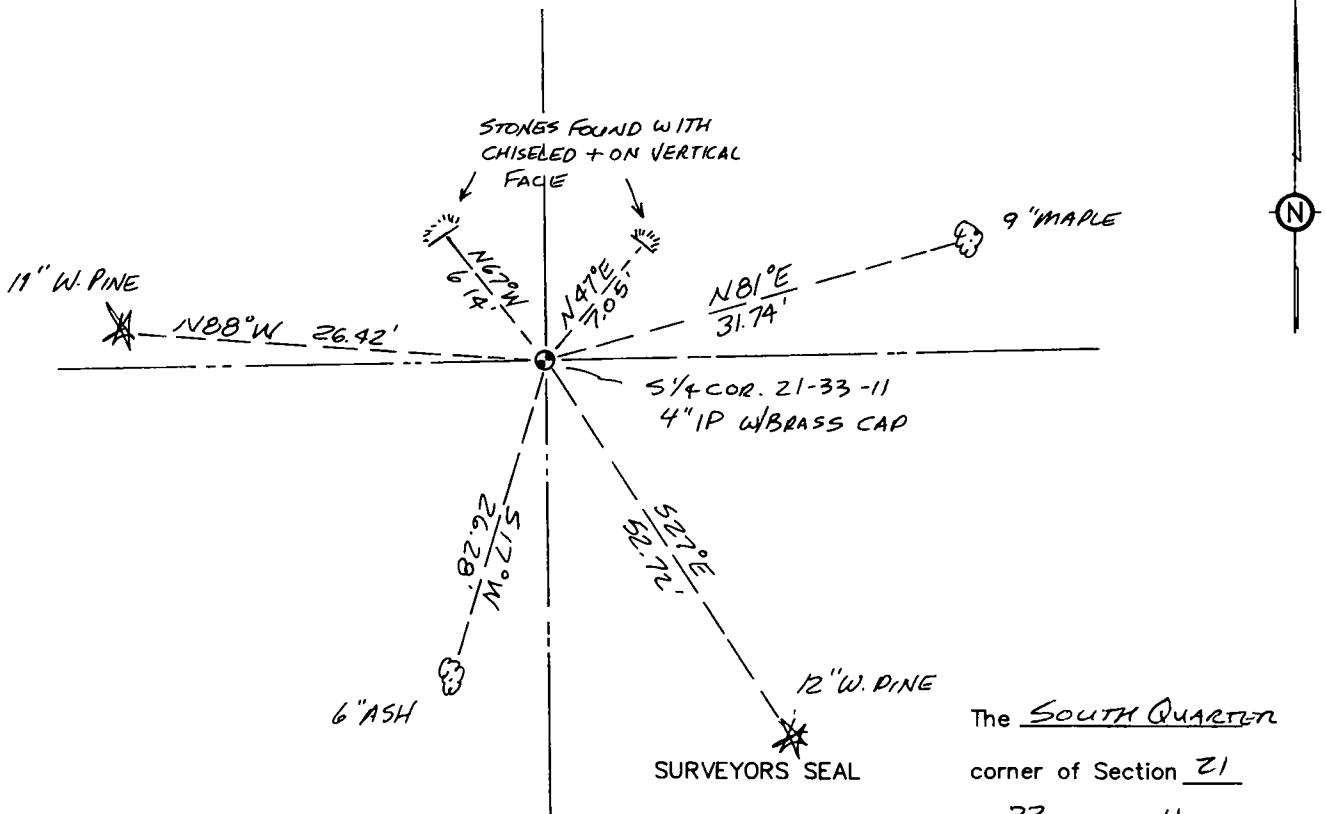 STONES FOUND WITH
CHISELED + ON VERTICAL
FACE
N
9" MAPLE
11" W. PINE
N67°W
6.14'
N47°E
7.05'
N81°E
31.74'
N88°W 26.42'
S 1/4 COR. 21-33-11
4" IP W/BRASS CAP
S17°W
26.28'
S27°E
52.72'
6" ASH
12" W. PINE
SURVEYORS SEAL
The SOUTH QUARTER
corner of Section 21